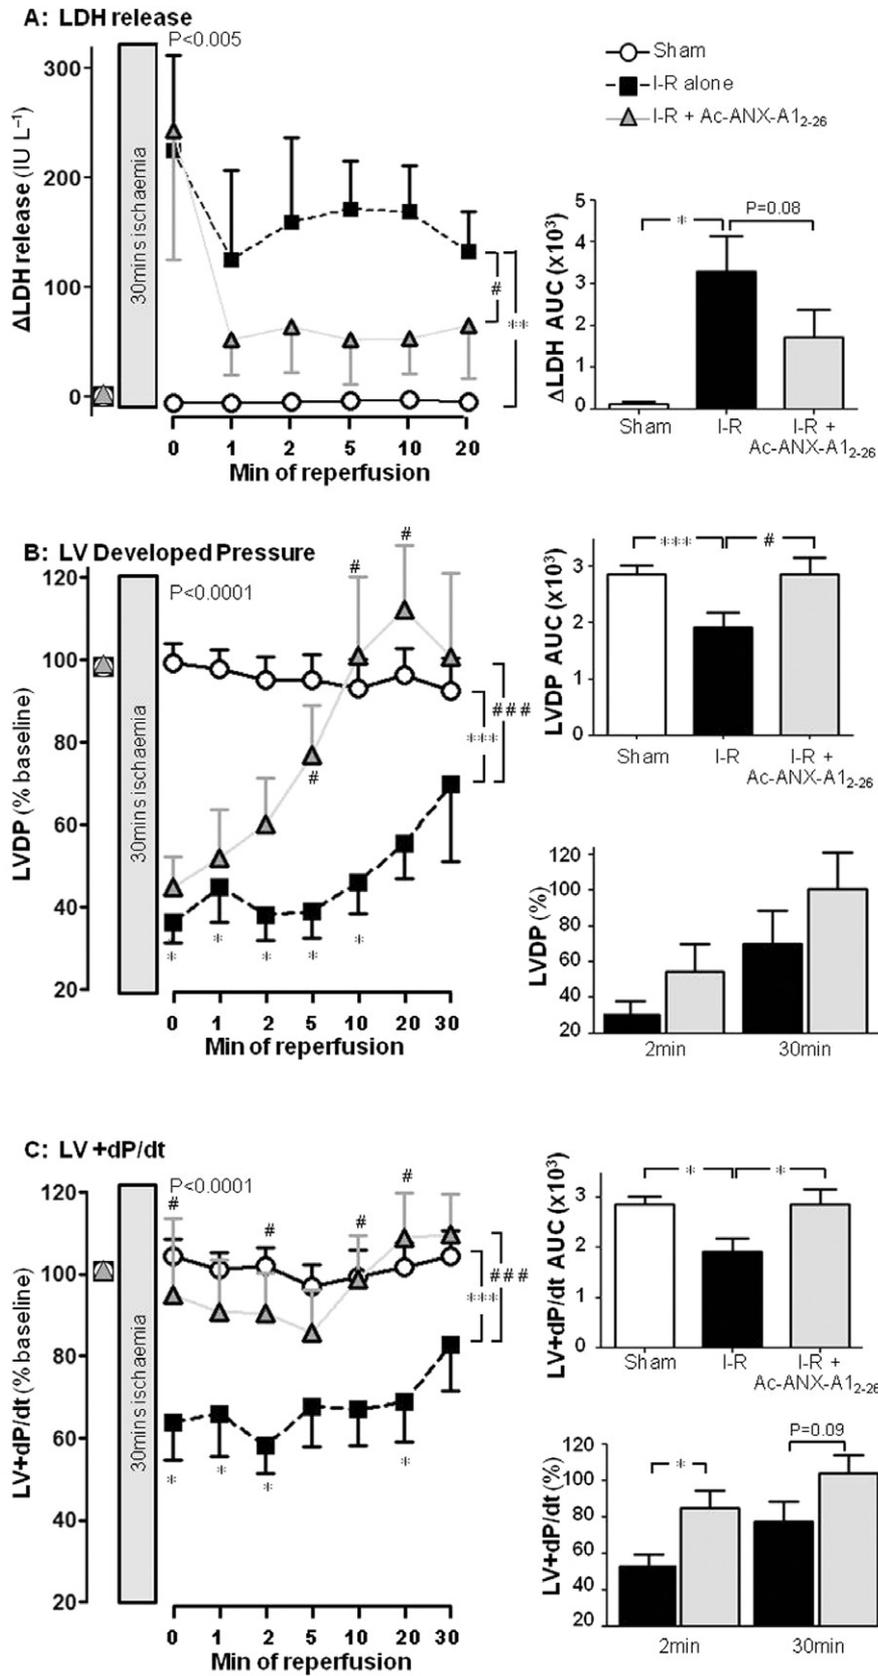 A: LDH release
P<0.005
300
200
100
0
ΔLDH release (IU L⁻¹)
30mins ischaemia
#
**
0 1 2 5 10 20
Min of reperfusion
Sham
I-R alone
I-R + Ac-ANX-A1₂₋₂₆
ΔLDH AUC (x10³)
5
4
3
2
1
0
*
P=0.08
Sham I-R I-R +
Ac-ANX-A1₂₋₂₆
B: LV Developed Pressure
P<0.0001
120
100
80
60
40
20
LVDP (% baseline)
30mins ischaemia
# #
#
###
***
* * * * *
0 1 2 5 10 20 30
Min of reperfusion
LVDP AUC (x10³)
3
2
1
0
*** #
Sham I-R I-R +
Ac-ANX-A1₂₋₂₆
LVDP (%)
120
100
80
60
40
20
2min 30min
C: LV +dP/dt
P<0.0001
120
100
80
60
40
20
LV+dP/dt (% baseline)
30mins ischaemia
# # # #
###
***
* * * *
0 1 2 5 10 20 30
Min of reperfusion
LV+dP/dt AUC (x10³)
3
2
1
0
* *
Sham I-R I-R +
Ac-ANX-A1₂₋₂₆
LV+dP/dt (%)
120
100
80
60
40
20
*
P=0.09
2min 30min